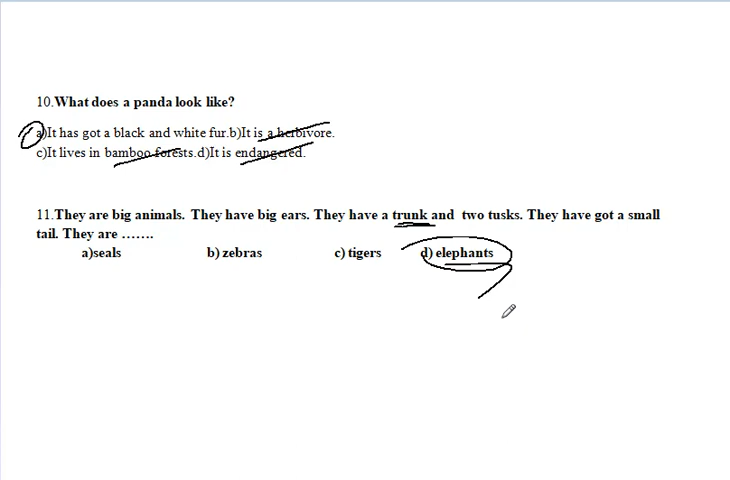 10.What does a panda look like?
a)It has got a black and white fur.b)It is a herbivore.
c)It lives in bamboo forests.d)It is endangered.
11.They are big animals. They have big ears. They have a trunk and two tusks. They have got a small
tail. They are …….
a)seals b) zebras c) tigers d) elephants